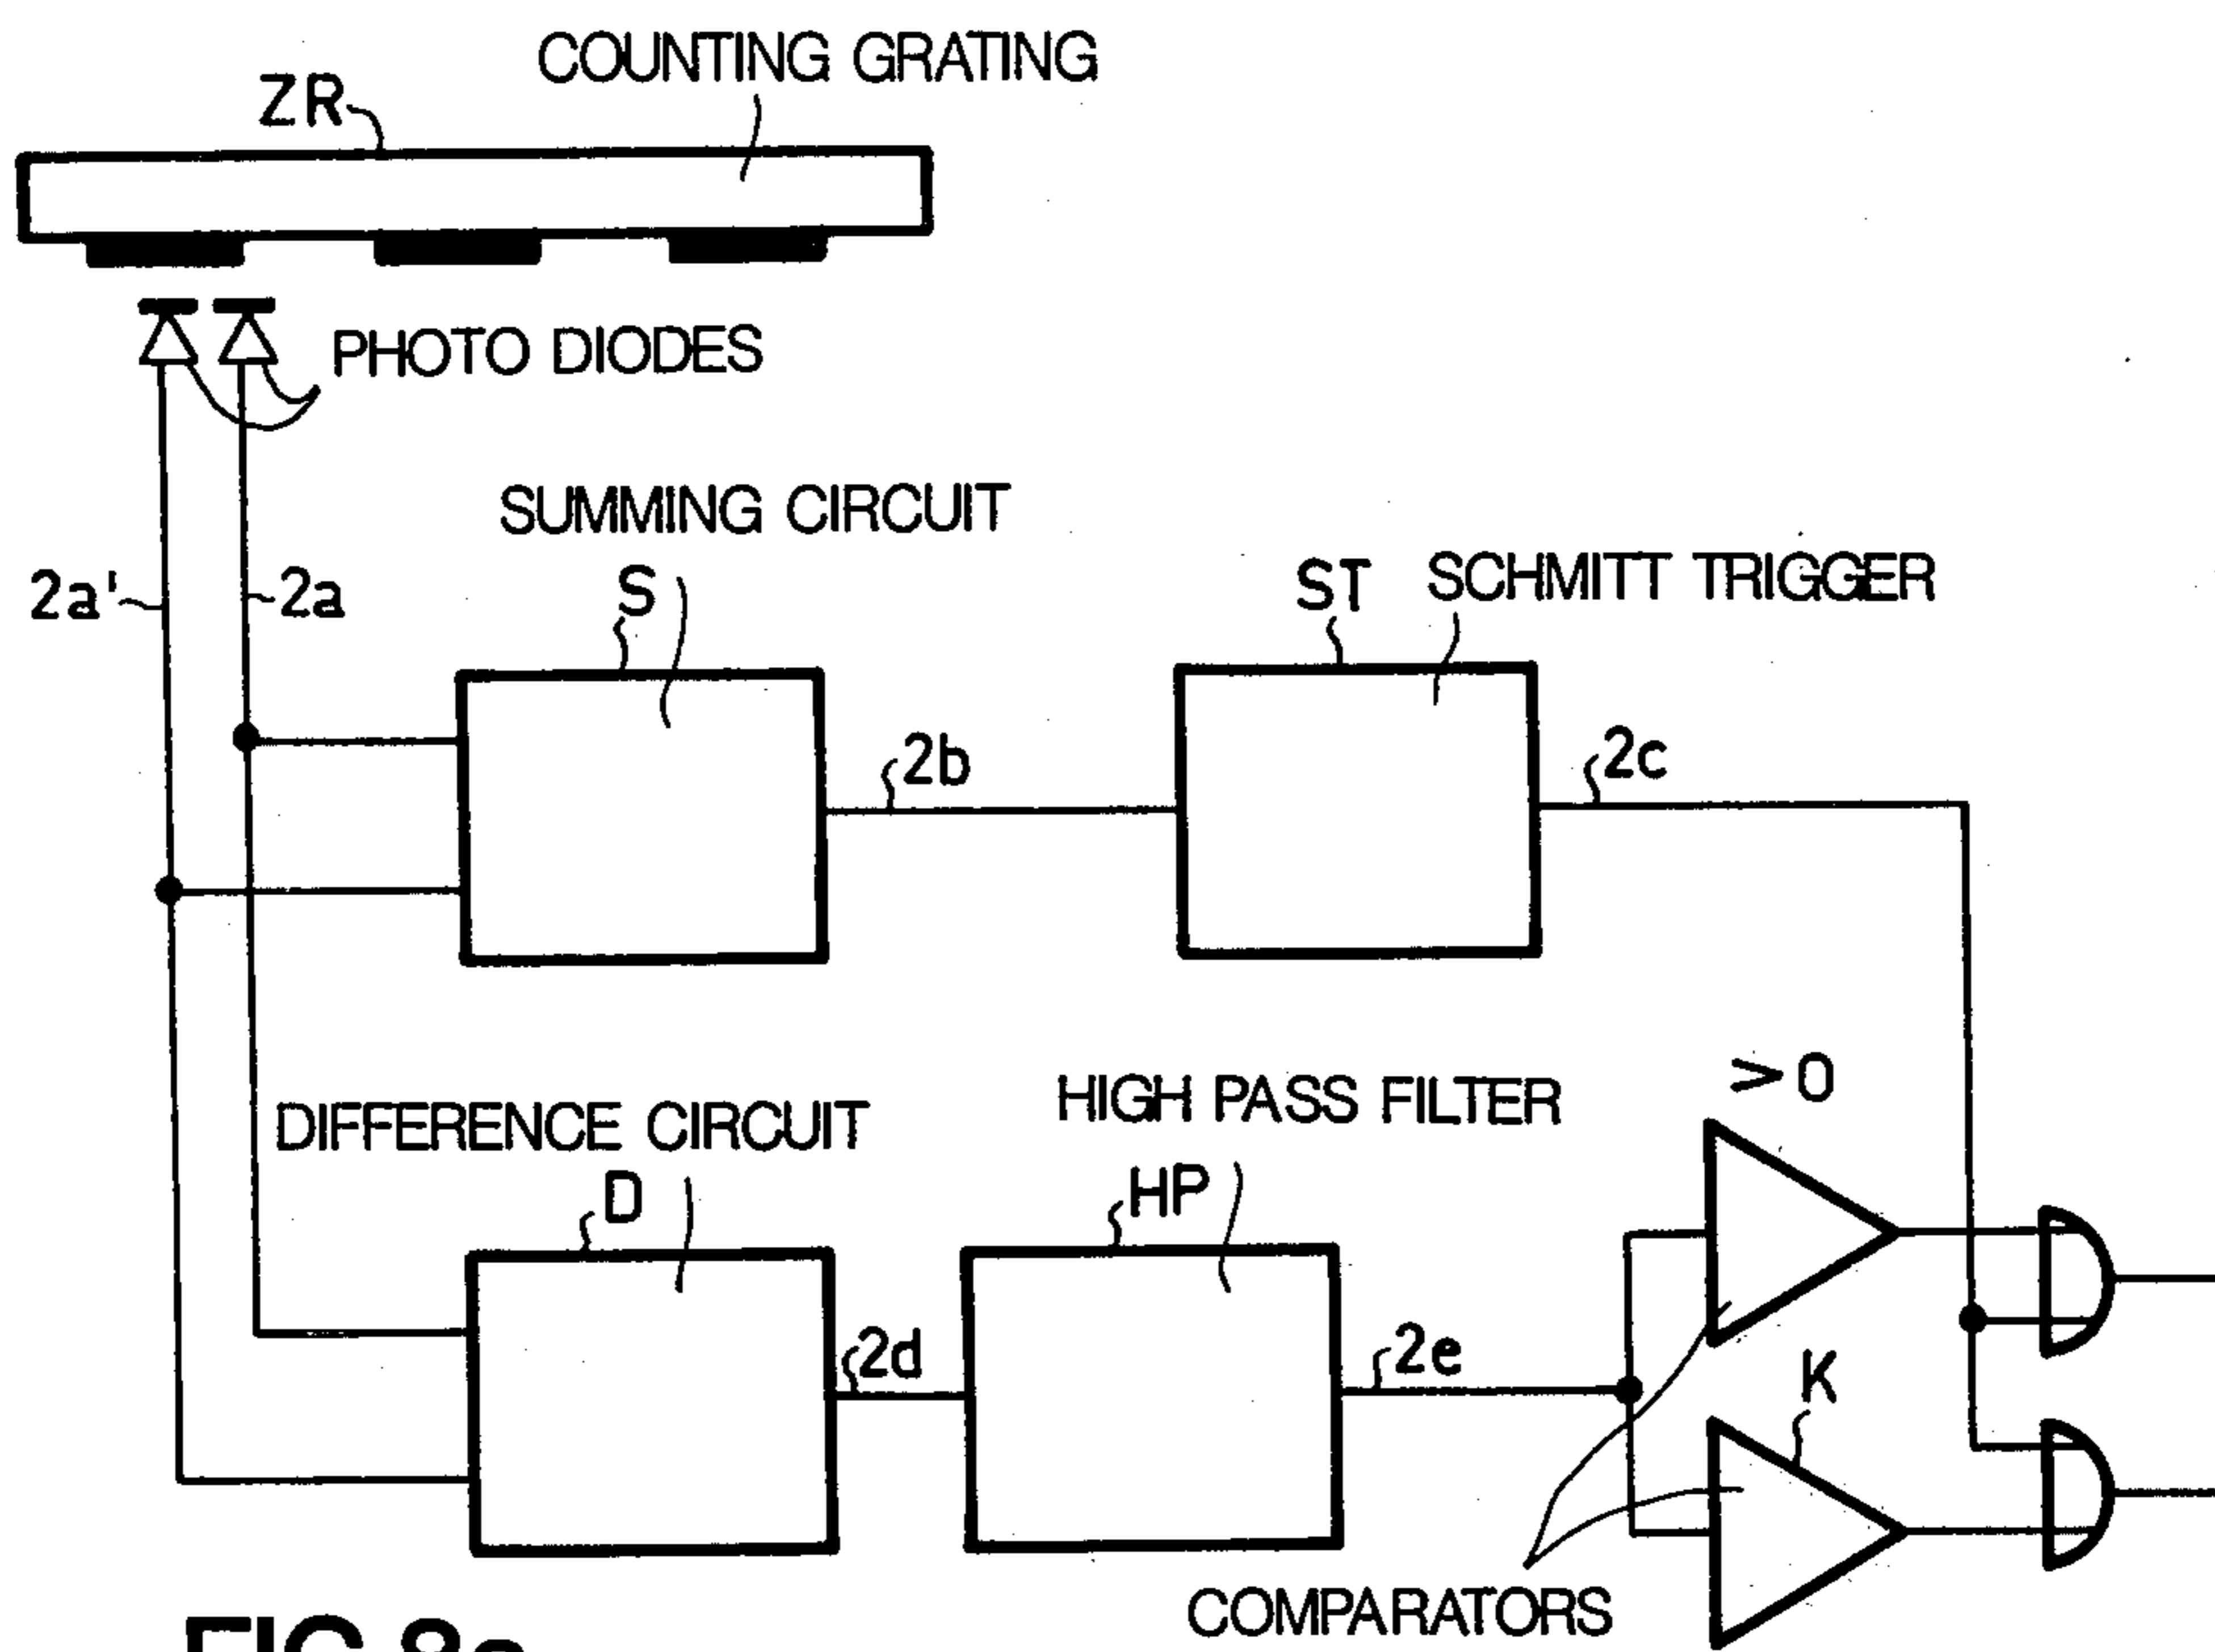 COUNTING GRATING
ZR
PHOTO DIODES
SUMMING CIRCUIT
2a'
2a
S
ST
SCHMITT TRIGGER
2b
2c
DIFFERENCE CIRCUIT
D
HIGH PASS FILTER
HP
>0
2d
2e
K
COMPARATORS